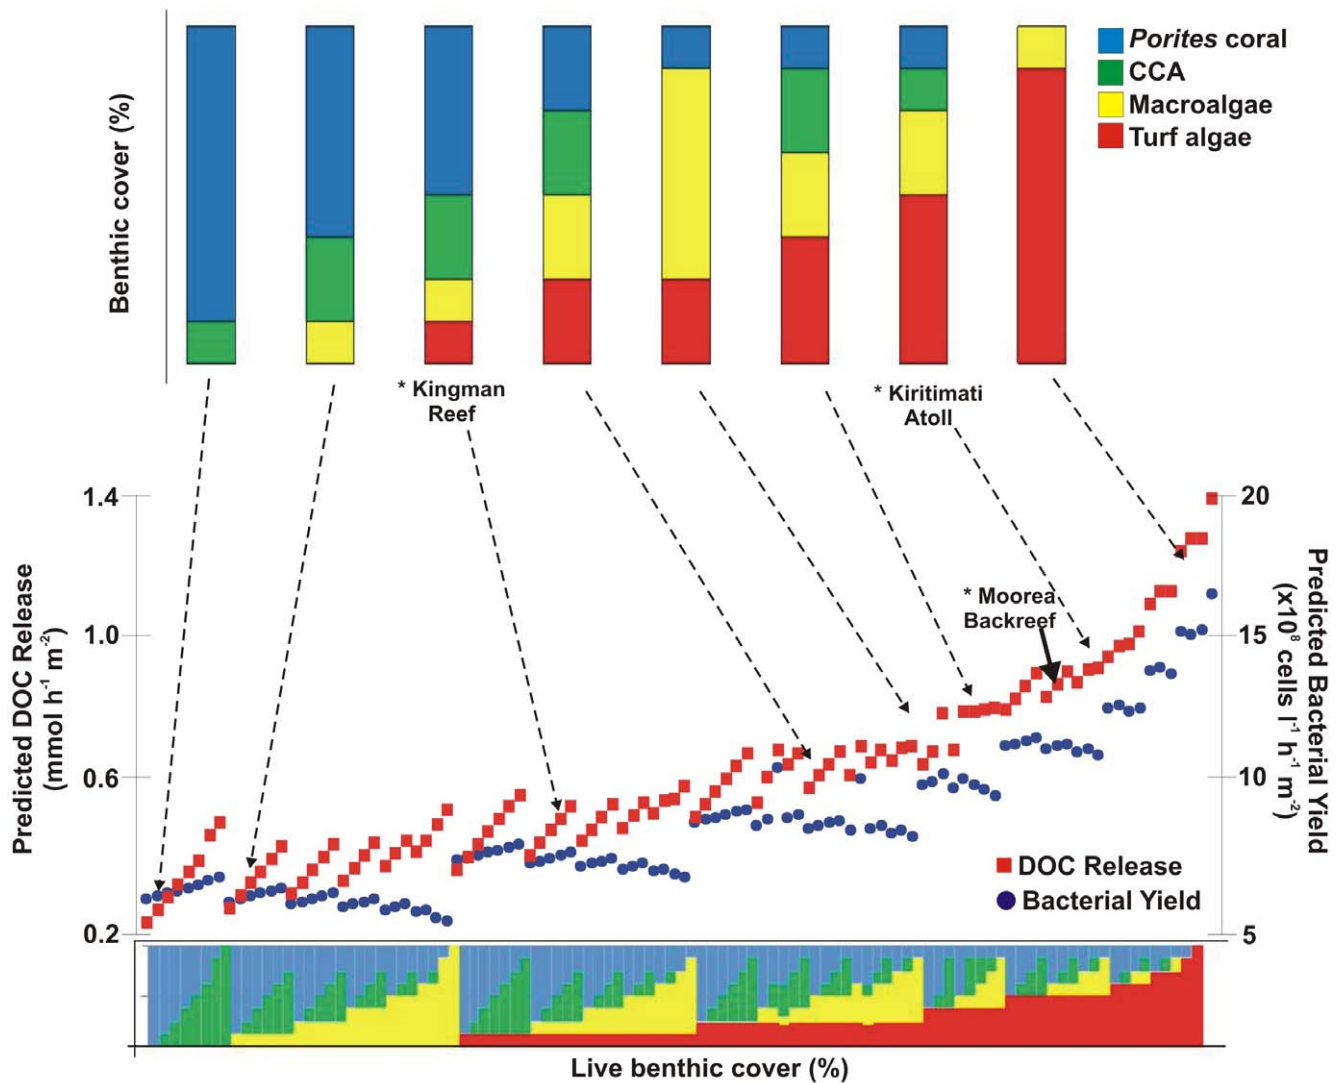 Porites coral
CCA
Macroalgae
Turf algae
Benthic cover (%)
* Kingman
Reef
* Kiritimati
Atoll
1.4
1.0
0.6
0.2
Predicted DOC Release
(mmol h⁻¹ m⁻²)
* Moorea
Backreef
20
15
10
5
Predicted Bacterial Yield
(x10⁸ cells l⁻¹ h⁻¹ m⁻²)
DOC Release
Bacterial Yield
Live benthic cover (%)